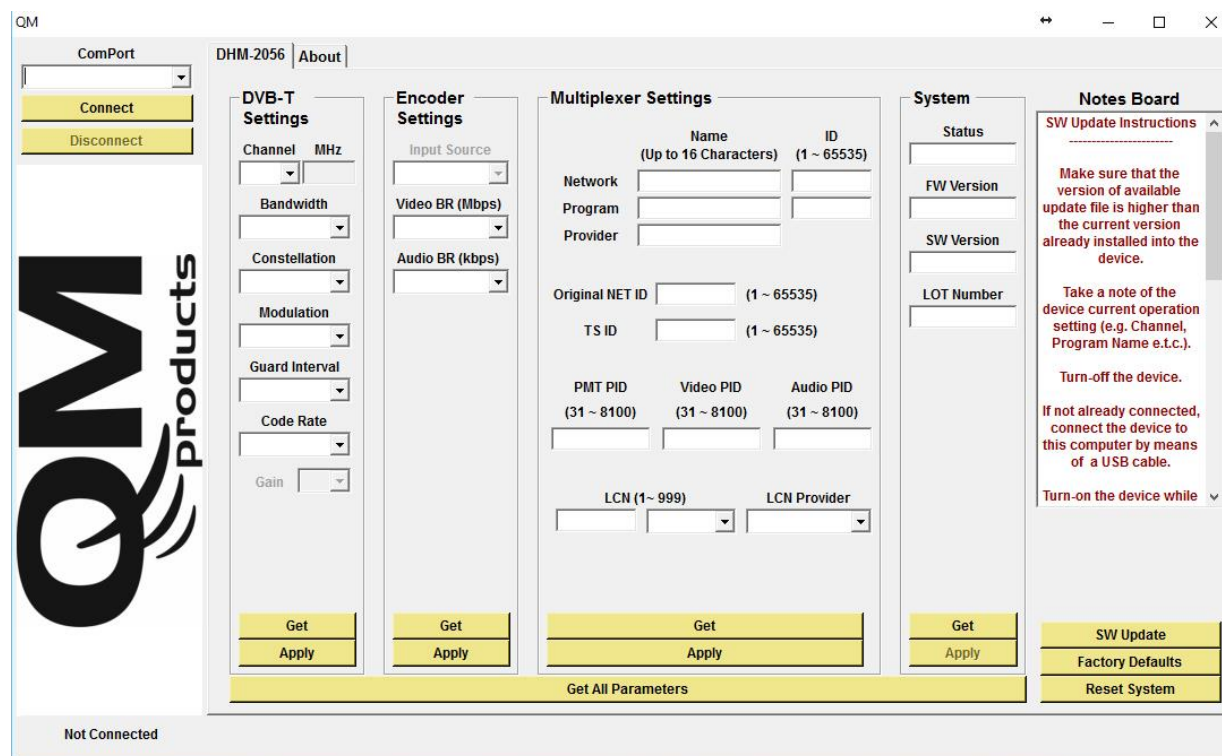 QM
ComPort
Connect
Disconnect
QM products
DHM-2056 About
DVB-T
Settings
Channel MHz
Bandwidth
Constellation
Modulation
Guard Interval
Code Rate
Gain
Get
Apply
Encoder
Settings
Input Source
Video BR (Mbps)
Audio BR (kbps)
Get
Apply
Multiplexer Settings
Name ID
(Up to 16 Characters) (1 ~ 65535)
Network
Program
Provider
Original NET ID (1 ~ 65535)
TS ID (1 ~ 65535)
PMT PID Video PID Audio PID
(31 ~ 8100) (31 ~ 8100) (31 ~ 8100)
LCN (1~ 999) LCN Provider
Get
Apply
System
Status
FW Version
SW Version
LOT Number
Get
Apply
Get All Parameters
Notes Board
SW Update Instructions
-----------------------
Make sure that the
version of available
update file is higher than
the current version
already installed into the
device.
Take a note of the
device current operation
setting (e.g. Channel,
Program Name e.t.c.).
Turn-off the device.
If not already connected,
connect the device to
this computer by means
of a USB cable.
Turn-on the device while
SW Update
Factory Defaults
Reset System
Not Connected